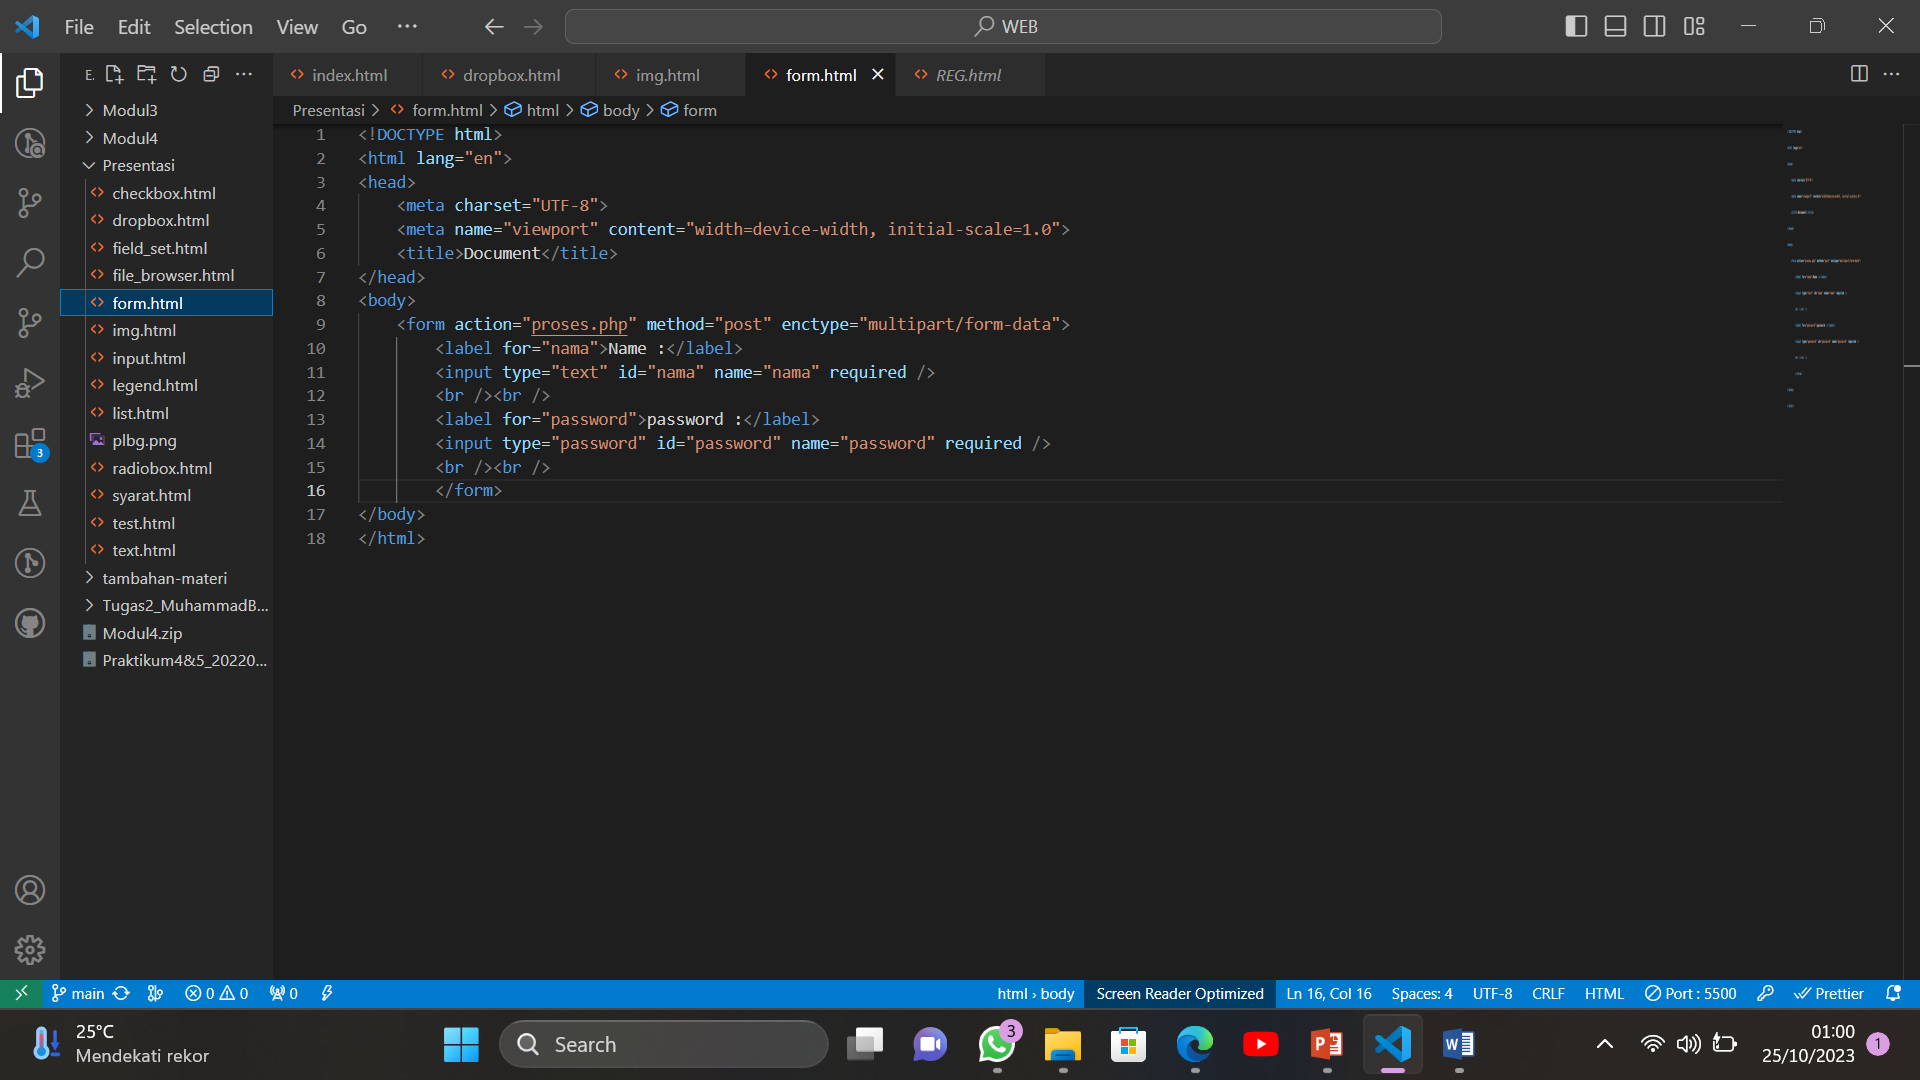 File Edit Selection View Go ··· WEB
E.
index.html dropbox.html img.html form.html REG.html
Presentasi > form.html > html > body > form
Modul3
Modul4
Presentasi
checkbox.html
dropbox.html
field_set.html
file_browser.html
form.html
img.html
input.html
legend.html
list.html
plbg.png
radiobox.html
syarat.html
test.html
text.html
tambahan-materi
Tugas2_MuhammadB...
Modul4.zip
Praktikum4&5_20220...
3
1 <!DOCTYPE html>
2 <html lang="en">
3 <head>
4 <meta charset="UTF-8">
5 <meta name="viewport" content="width=device-width, initial-scale=1.0">
6 <title>Document</title>
7 </head>
8 <body>
9 <form action="proses.php" method="post" enctype="multipart/form-data">
10 <label for="nama">Name :</label>
11 <input type="text" id="nama" name="nama" required />
12 <br /><br />
13 <label for="password">password :</label>
14 <input type="password" id="password" name="password" required />
15 <br /><br />
16 </form>
17 </body>
18 </html>
main 0 0 0 html › body Screen Reader Optimized Ln 16, Col 16 Spaces: 4 UTF-8 CRLF HTML Port : 5500 Prettier
25°C
Mendekati rekor
Search
3
01:00
25/10/2023
1